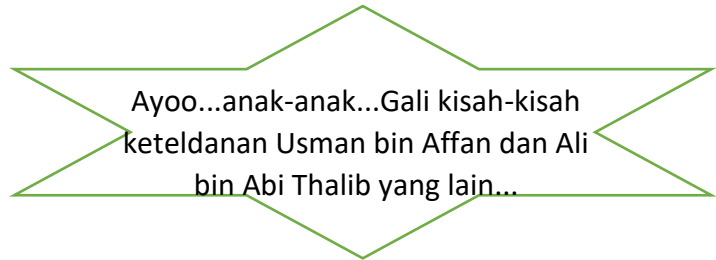 Ayoo...anak-anak...Gali kisah-kisah
keteldanan Usman bin Affan dan Ali
bin Abi Thalib yang lain...